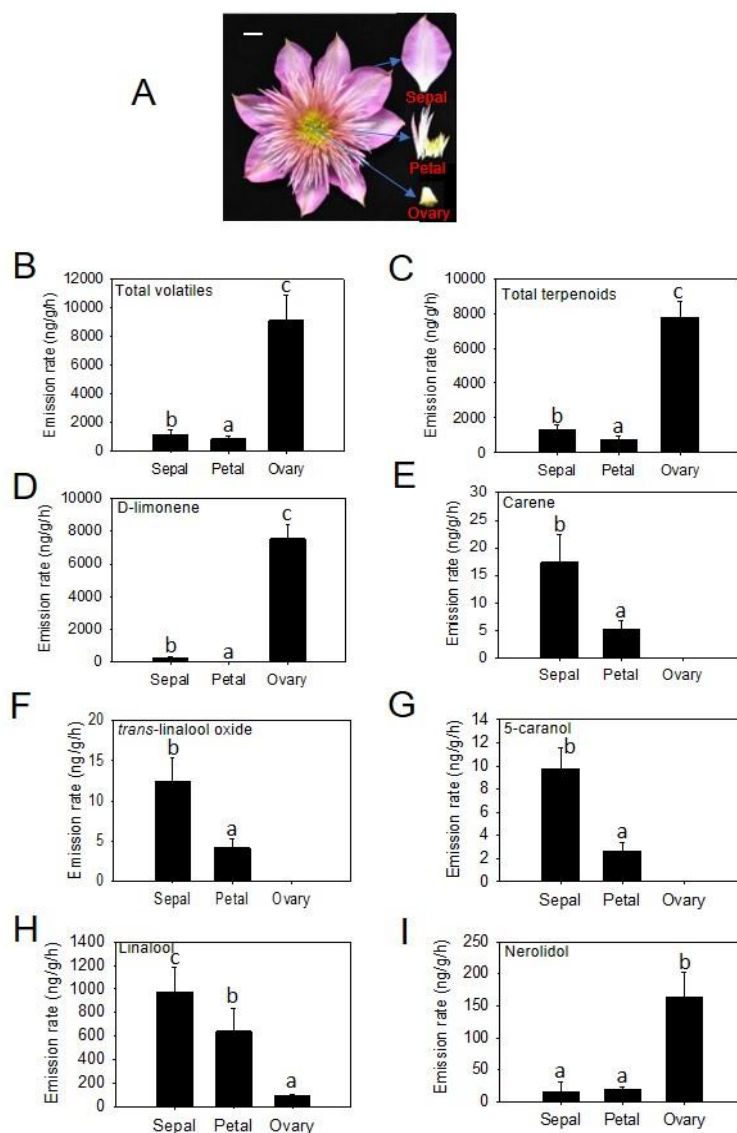 A
Sepal
Petal
Ovary
B
Total volatiles
Emission rate (ng/g/h)
12000
10000
8000
6000
4000
2000
0
b
a
c
Sepal Petal Ovary
C
Total terpenoids
Emission rate (ng/g/h)
10000
8000
6000
4000
2000
0
b
a
c
Sepal Petal Ovary
D
D-limonene
Emission rate (ng/g/h)
10000
8000
6000
4000
2000
0
b
a
c
Sepal Petal Ovary
E
Carene
Emission rate (ng/g/h)
30
25
20
15
10
5
0
b
a
Sepal Petal Ovary
F
trans-linalool oxide
Emission rate (ng/g/h)
20
15
10
5
0
b
a
Sepal Petal Ovary
G
5-caranol
Emission rate (ng/g/h)
14
12
10
8
6
4
2
0
b
a
Sepal Petal Ovary
H
Linalool
Emission rate (ng/g/h)
1400
1200
1000
800
600
400
200
0
c
b
a
Sepal Petal Ovary
I
Nerolidol
Emission rate (ng/g/h)
250
200
150
100
50
0
a
a
b
Sepal Petal Ovary